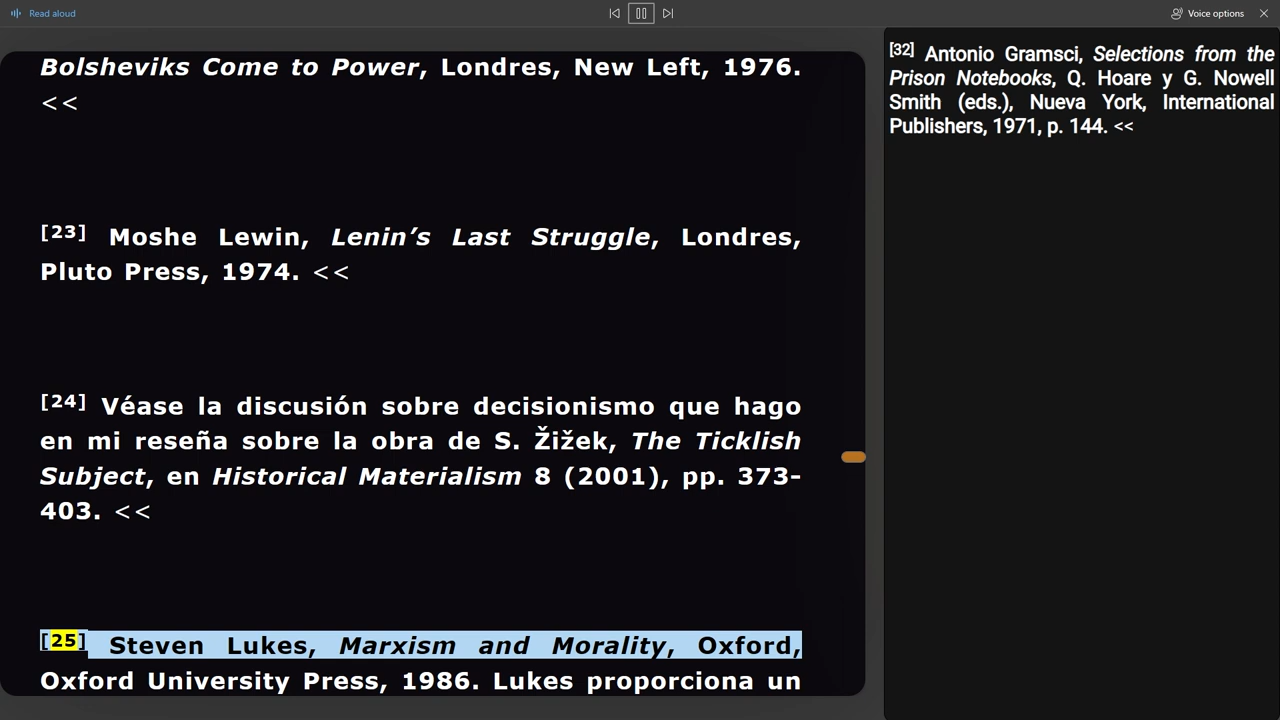 Read aloud
Voice options
Bolsheviks Come to Power, Londres, New Left, 1976.
<<
[23] Moshe Lewin, Lenin’s Last Struggle, Londres,
Pluto Press, 1974. <<
[24] Véase la discusión sobre decisionismo que hago
en mi reseña sobre la obra de S. Žižek, The Ticklish
Subject, en Historical Materialism 8 (2001), pp. 373-
403. <<
[25] Steven Lukes, Marxism and Morality, Oxford,
Oxford University Press, 1986. Lukes proporciona un
[32] Antonio Gramsci, Selections from the
Prison Notebooks, Q. Hoare y G. Nowell
Smith (eds.), Nueva York, International
Publishers, 1971, p. 144. <<